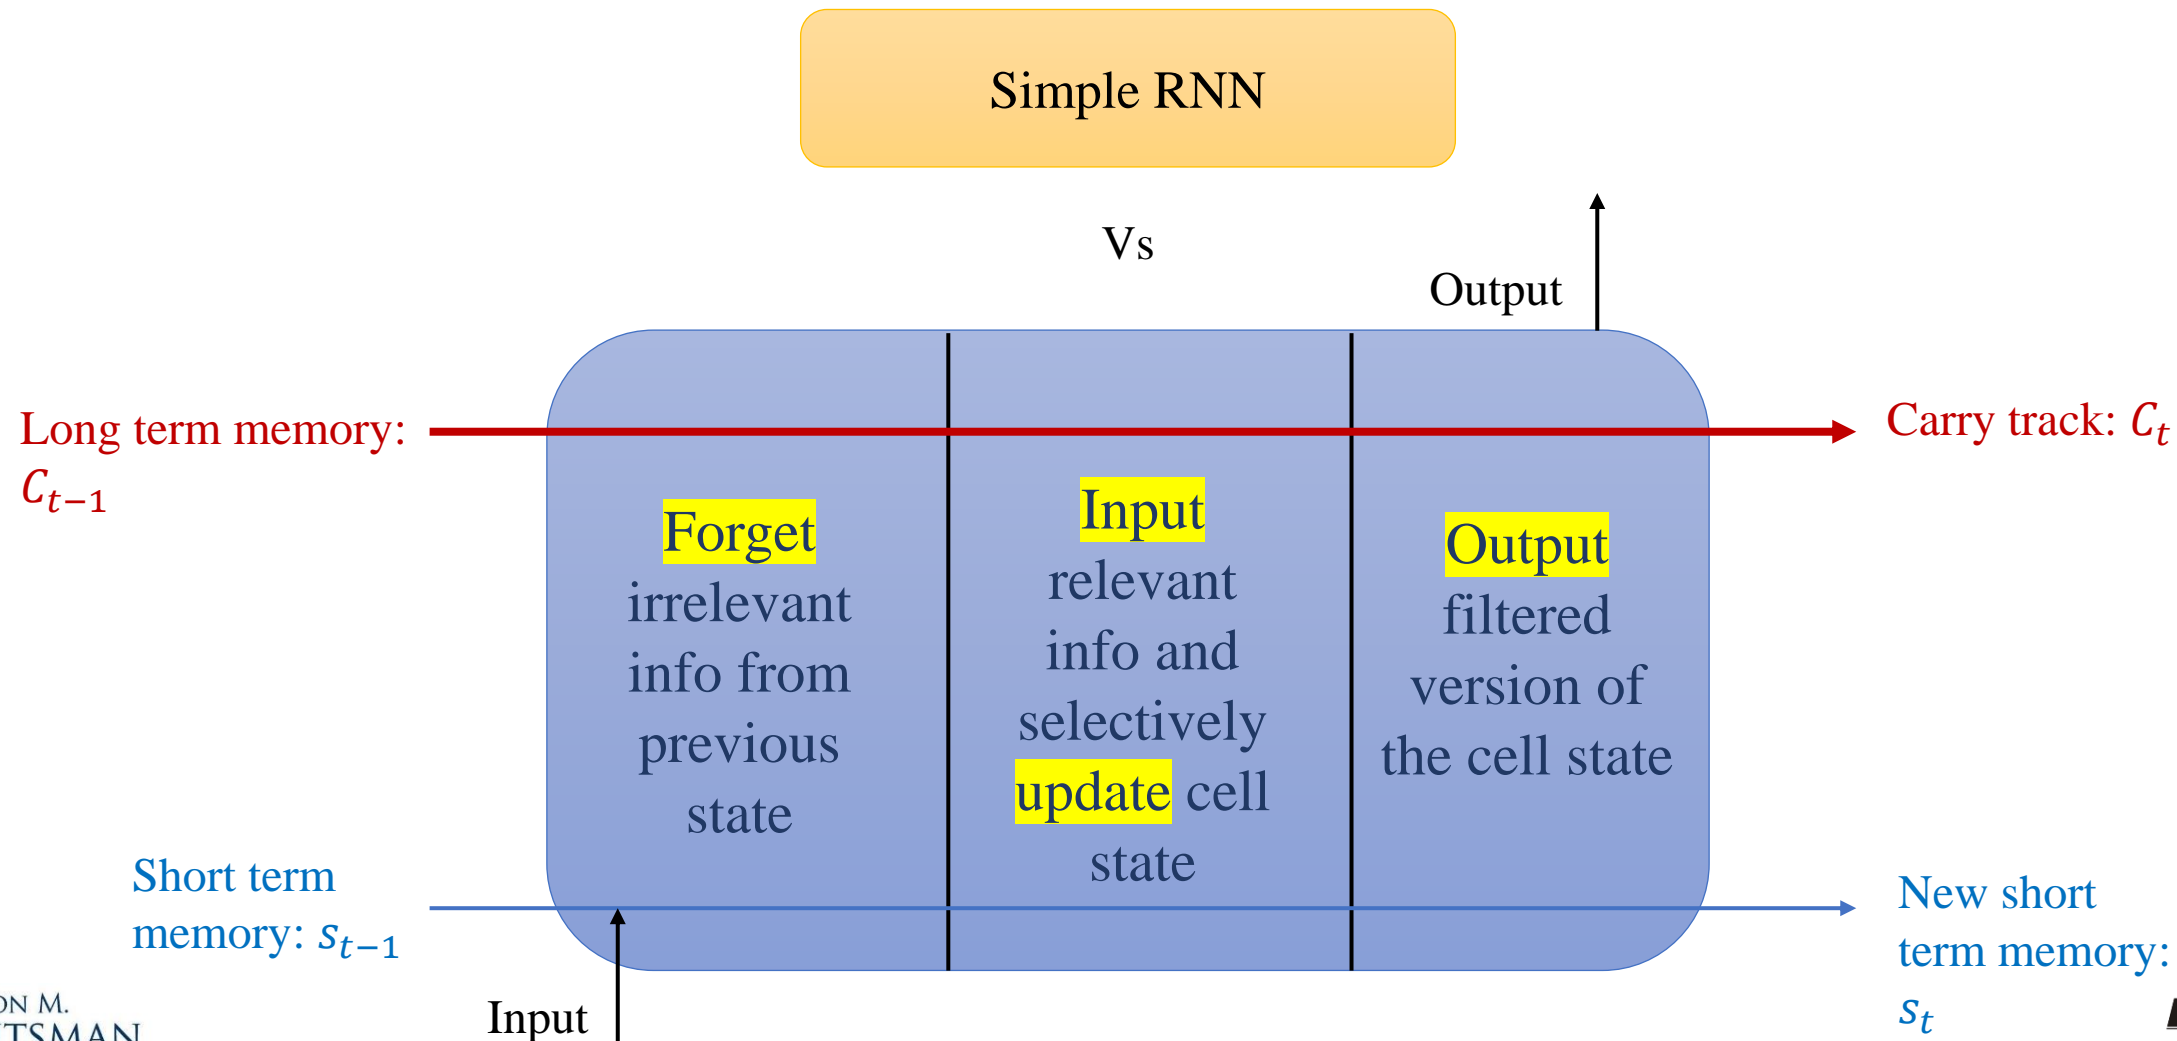 Simple RNN
Vs
Output
Long term memory:
C_{t−1}
Carry track: C_t
Forget
irrelevant
info from
previous
state
Input
relevant
info and
selectively
update cell
state
Output
filtered
version of
the cell state
Short term
memory: s_{t−1}
New short
term memory:
s_t
Input
ON M.